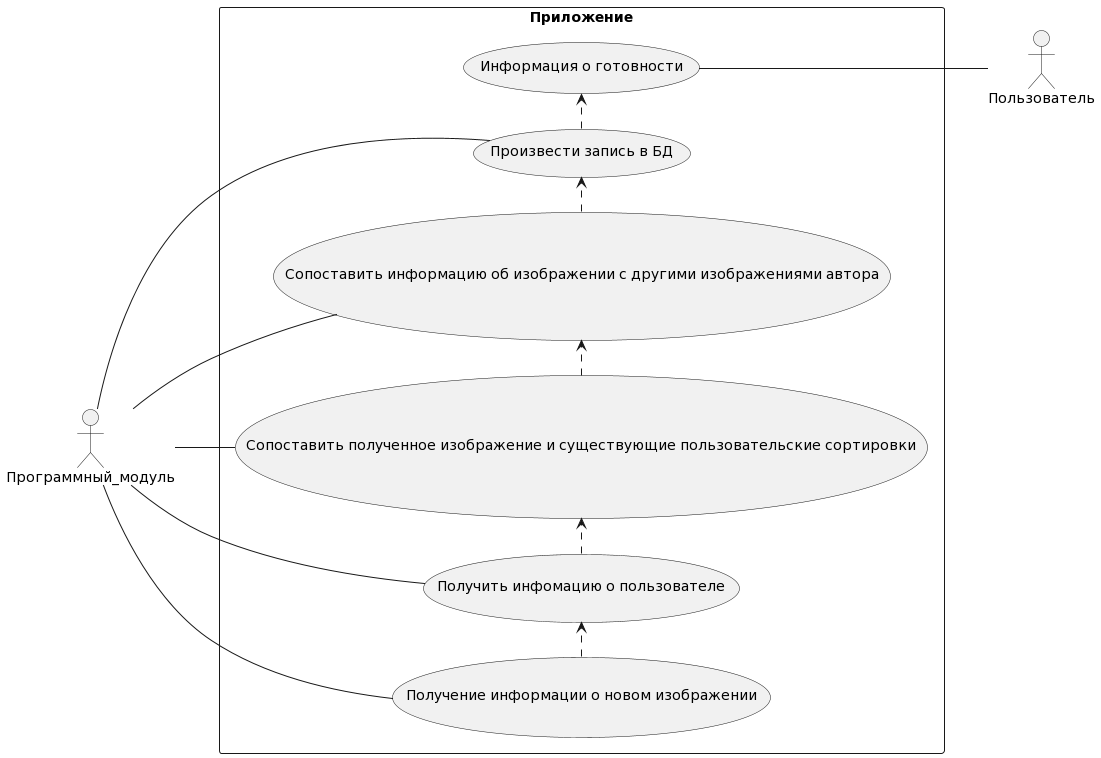 Приложение
Информация о готовности
Пользователь
Произвести запись в БД
Сопоставить информацию об изображении с другими изображениями автора
Сопоставить полученное изображение и существующие пользовательские сортировки
Программный_модуль
Получить инфомацию о пользователе
Получение информации о новом изображении